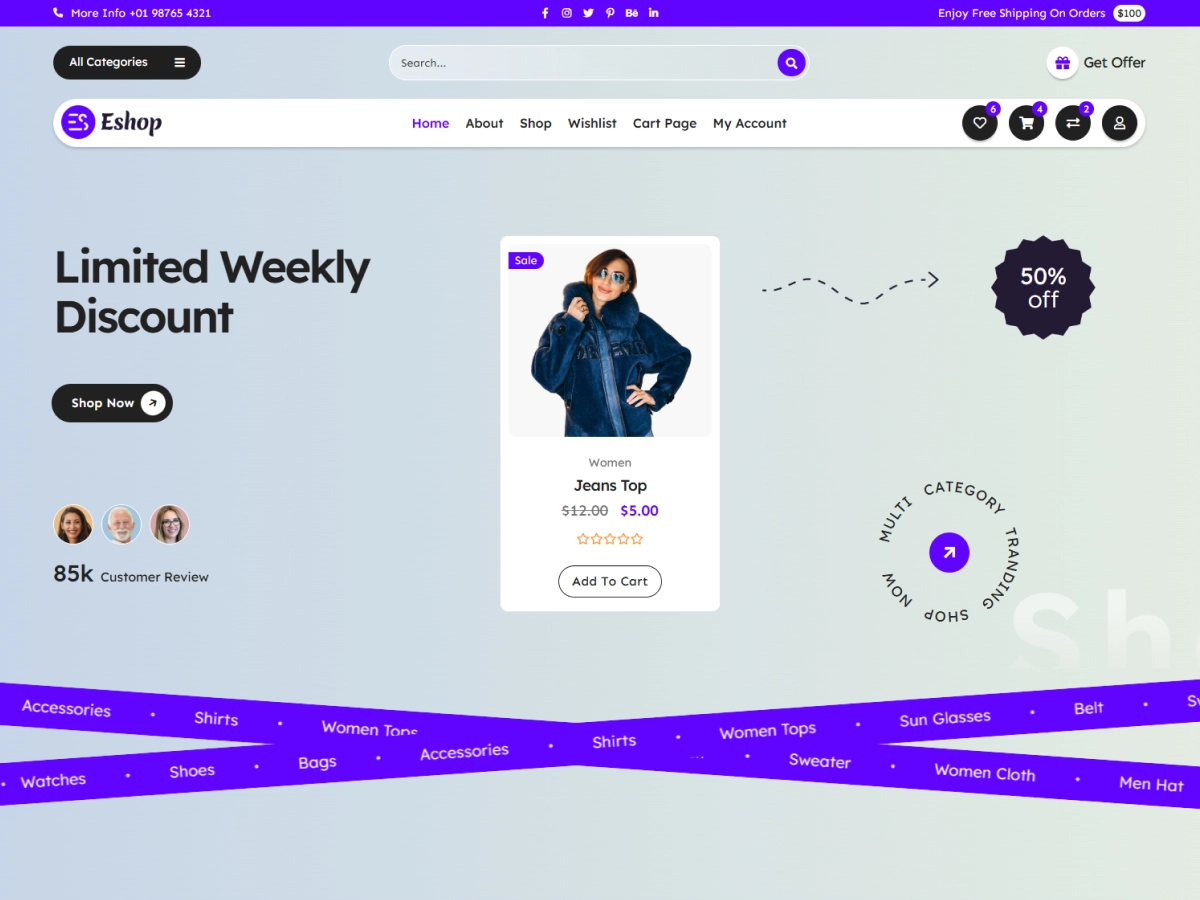 More Info +01 98765 4321
Enjoy Free Shipping On Orders $100
All Categories
Search...
Get Offer
ES Eshop
Home About Shop Wishlist Cart Page My Account
6 4 2
Limited Weekly
Discount
Shop Now
85k Customer Review
Sale
Women
Jeans Top
$12.00 $5.00
Add To Cart
50%
off
MULTI CATEGORY TRANDING SHOP NOW
Accessories • Shirts • Women Tops
Sweater • Women Cloth • Men Hat
Watches • Shoes • Bags • Accessories • Shirts • Women Tops • Sun Glasses • Belt •